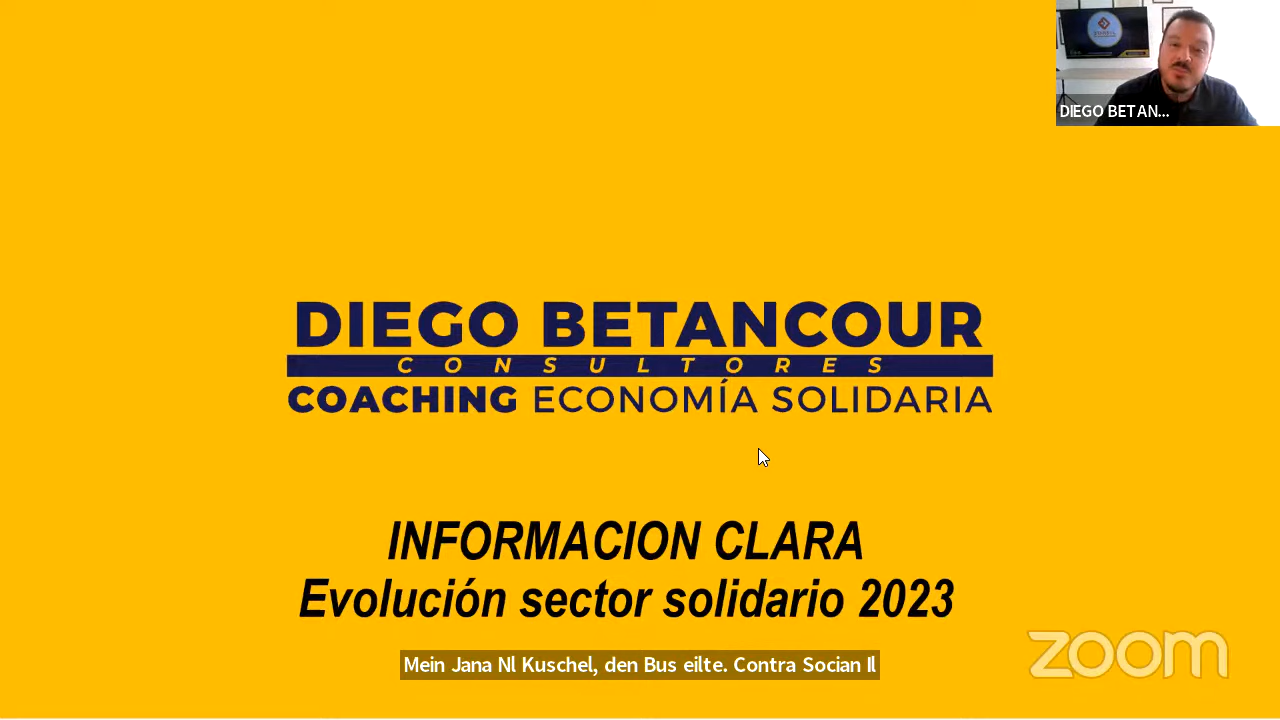 DIEGO BETAN...
DIEGO BETANCOUR
CONSULTORES
COACHING ECONOMÍA SOLIDARIA
INFORMACION CLARA
Evolución sector solidario 2023
Mein Jana Nl Kuschel, den Bus eilte. Contra Socian Il
zoom